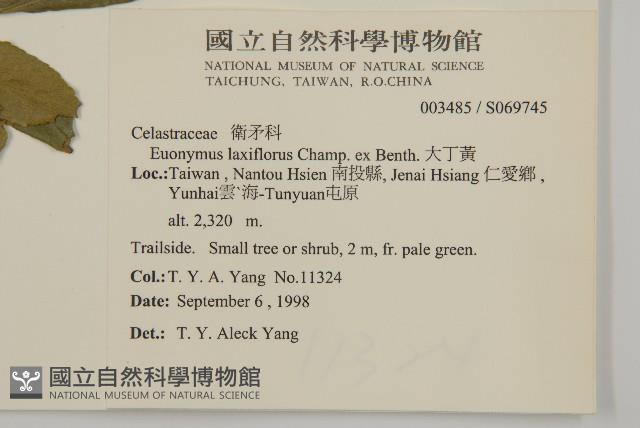 國立自然科學博物館
NATIONAL MUSEUM OF NATURAL SCIENCE
TAICHUNG, TAIWAN, R.O.CHINA
003485 / S069745
Celastraceae 衛矛科
Euonymus laxiflorus Champ. ex Benth. 大丁黃
Loc.:Taiwan , Nantou Hsien 南投縣, Jenai Hsiang 仁愛鄉 ,
Yunhai雲`海-Tunyuan屯原
alt. 2,320 m.
Trailside. Small tree or shrub, 2 m, fr. pale green.
Col.: T. Y. A. Yang No.11324
Date: September 6 , 1998
Det.: T. Y. Aleck Yang
11324
國立自然科學博物館
NATIONAL MUSEUM OF NATURAL SCIENCE